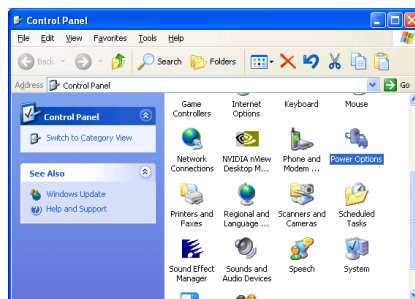 Control Panel
File Edit View Favorites Tools Help
Back Search Folders
Address Control Panel Go
Control Panel
Switch to Category View
See Also
Windows Update
Help and Support
Game Controllers
Internet Options
Keyboard
Mouse
Network Connections
NVIDIA nView Desktop M...
Phone and Modem ...
Power Options
Printers and Faxes
Regional and Language ...
Scanners and Cameras
Scheduled Tasks
Sound Effect Manager
Sounds and Audio Devices
Speech
System